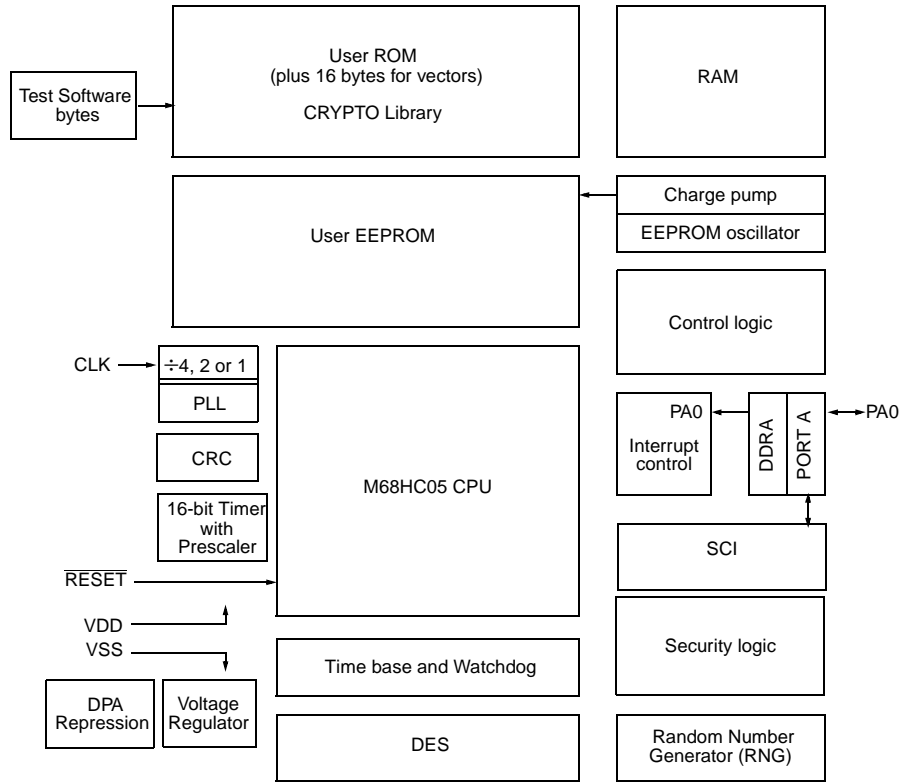 User ROM
(plus 16 bytes for vectors)
CRYPTO Library
RAM
Test Software
bytes
User EEPROM
Charge pump
EEPROM oscillator
Control logic
CLK
÷4, 2 or 1
PLL
CRC
16-bit Timer
with
Prescaler
M68HC05 CPU
PA0
Interrupt
control
DDRA
PORT A
PA0
SCI
RESET
VDD
VSS
Time base and Watchdog
Security logic
DPA
Repression
Voltage
Regulator
DES
Random Number
Generator (RNG)